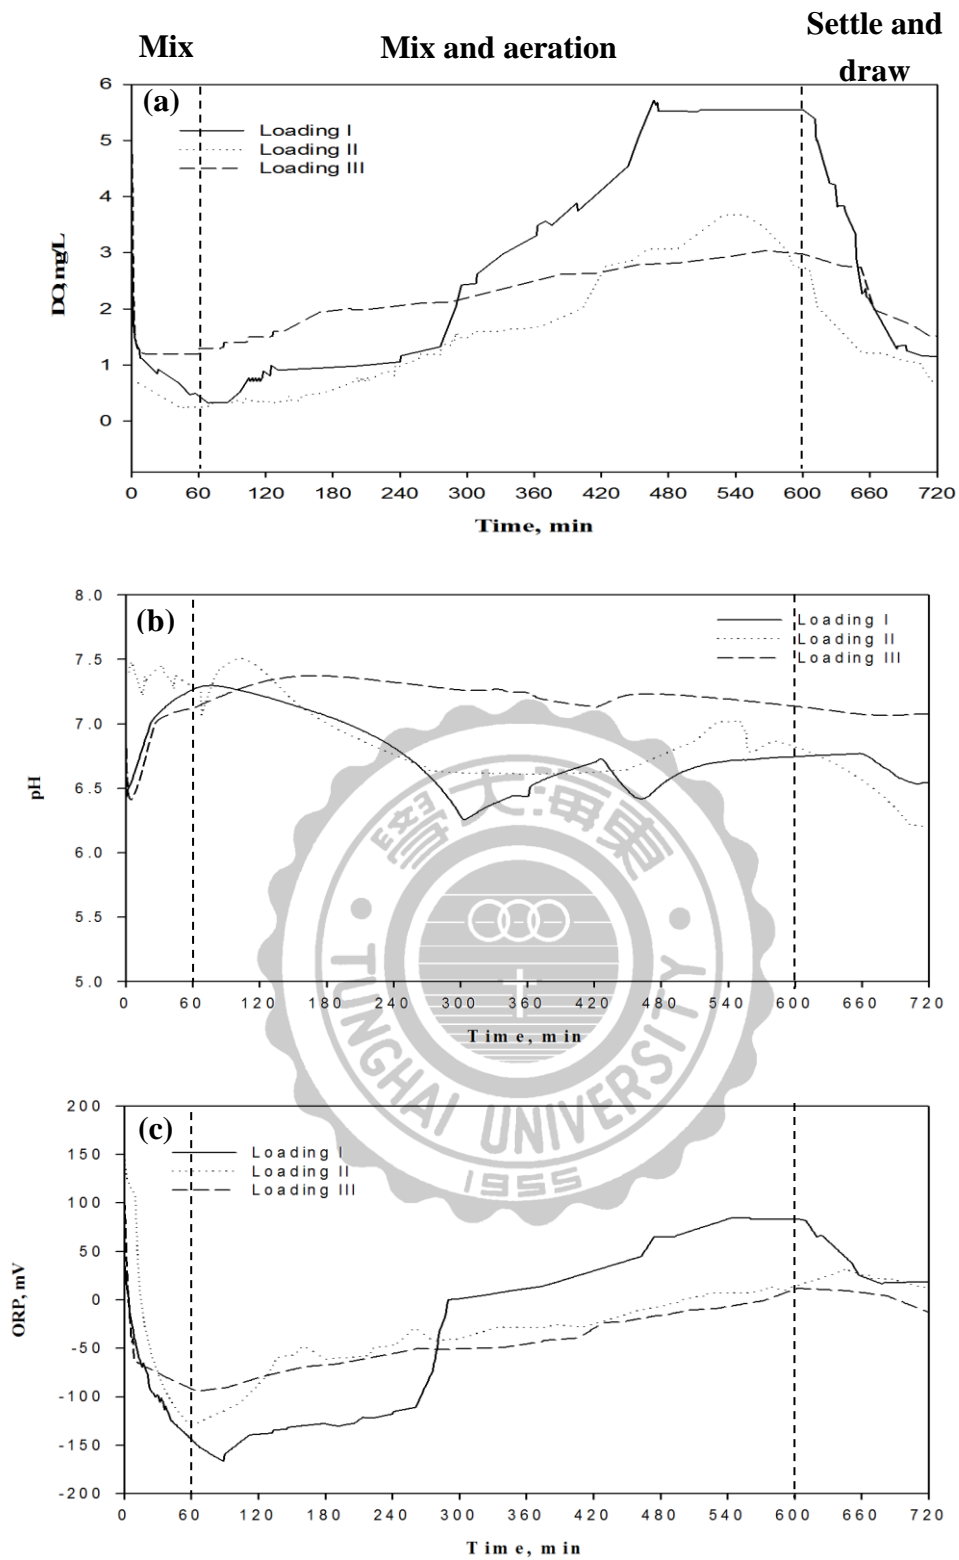 Mix
Mix and aeration
Settle and
draw
(a)
Loading I
Loading II
Loading III
6
5
4
3
2
1
0
DO, mg/L
0 60 120 180 240 300 360 420 480 540 600 660 720
Time, min
(b)
Loading I
Loading II
Loading III
8.0
7.5
7.0
6.5
6.0
5.5
5.0
pH
0 60 120 180 240 300 360 420 480 540 600 660 720
Time, min
學大海東
TUNGHAI UNIVERSITY
1955
(c)
Loading I
Loading II
Loading III
200
150
100
50
0
-50
-100
-150
-200
ORP, mV
0 60 120 180 240 300 360 420 480 540 600 660 720
Time, min